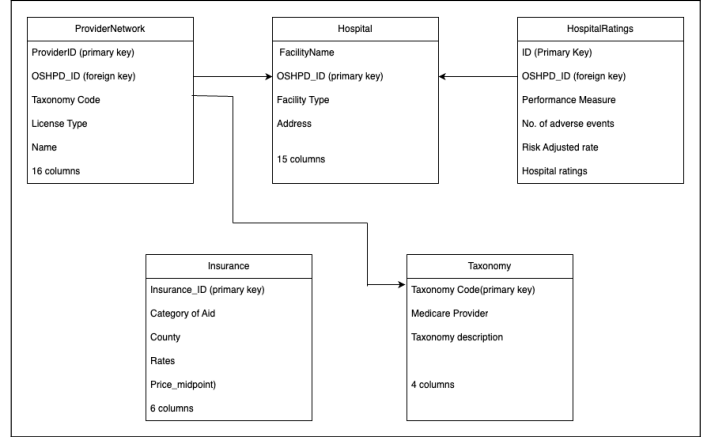 ProviderNetwork
ProviderID (primary key)
OSHPD_ID (foreign key)
Taxonomy Code
License Type
Name
16 columns
Hospital
FacilityName
OSHPD_ID (primary key)
Facility Type
Address
15 columns
HospitalRatings
ID (Primary Key)
OSHPD_ID (foreign key)
Performance Measure
No. of adverse events
Risk Adjusted rate
Hospital ratings
Insurance
Insurance_ID (primary key)
Category of Aid
County
Rates
Price_midpoint)
6 columns
Taxonomy
Taxonomy Code(primary key)
Medicare Provider
Taxonomy description
4 columns